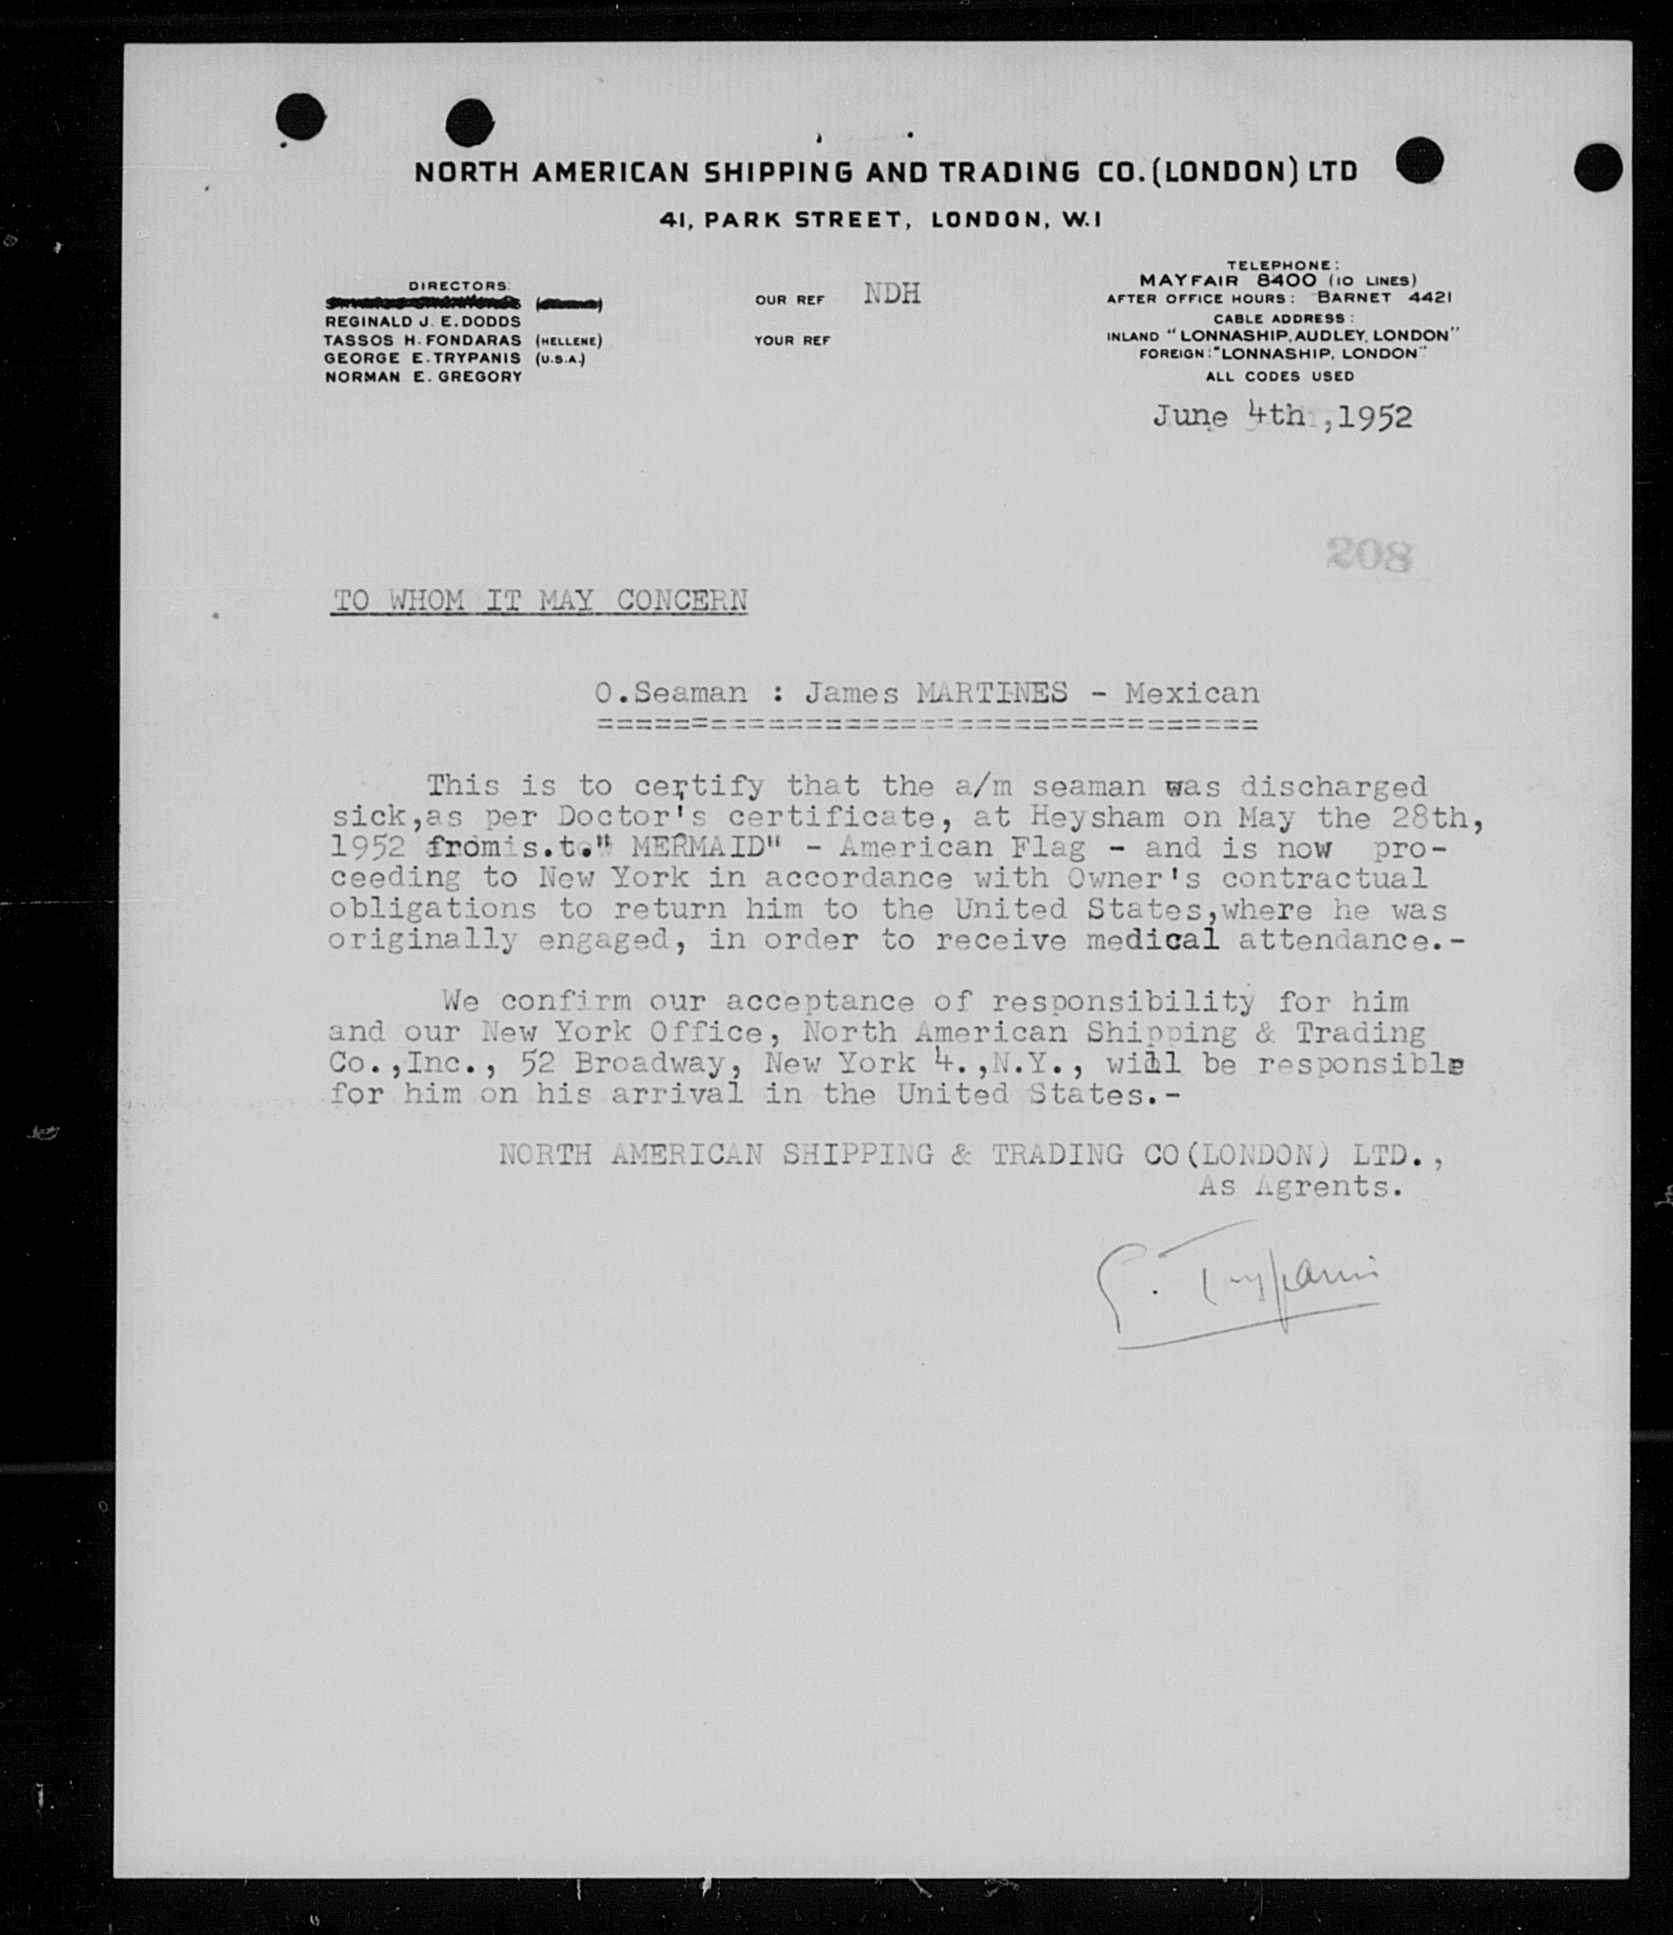 NORTH AMERICAN SHIPPING AND TRADING CO. (LONDON) LTD
41, PARK STREET, LONDON, W.1
DIRECTORS:
REGINALD J. E. DODDS
TASSOS H. FONDARAS (HELLENE)
GEORGE E. TRYPANIS (U.S.A.)
NORMAN E. GREGORY
OUR REF NDH
YOUR REF
TELEPHONE:
MAYFAIR 8400 (10 LINES)
AFTER OFFICE HOURS: BARNET 4421
CABLE ADDRESS:
INLAND "LONNASHIP, AUDLEY, LONDON"
FOREIGN: "LONNASHIP, LONDON"
ALL CODES USED
June 4th ,1952
208
TO WHOM IT MAY CONCERN
O.Seaman : James MARTINES - Mexican
===================================
This is to certify that the a/m seaman was discharged
sick,as per Doctor's certificate, at Heysham on May the 28th,
1952 from s.t." MERMAID" - American Flag - and is now pro-
ceeding to New York in accordance with Owner's contractual
obligations to return him to the United States,where he was
originally engaged, in order to receive medical attendance.-
We confirm our acceptance of responsibility for him
and our New York Office, North American Shipping & Trading
Co.,Inc., 52 Broadway, New York 4.,N.Y., will be responsible
for him on his arrival in the United States.-
NORTH AMERICAN SHIPPING & TRADING CO(LONDON) LTD.,
As Agrents.
G. Trypanis